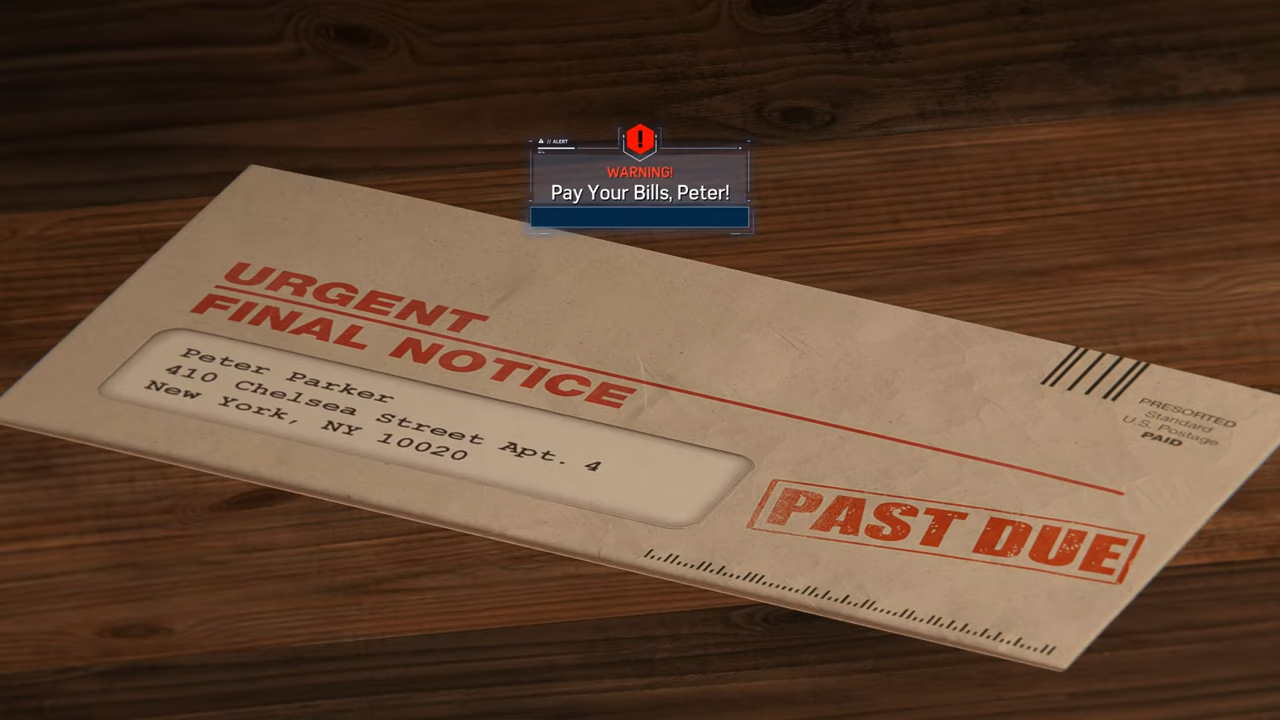 // ALERT
WARNING!
Pay Your Bills, Peter!
URGENT
FINAL NOTICE
Peter Parker
410 Chelsea Street Apt. 4
New York, NY 10020
PRESORTED
Standard
U.S. Postage
PAID
PAST DUE